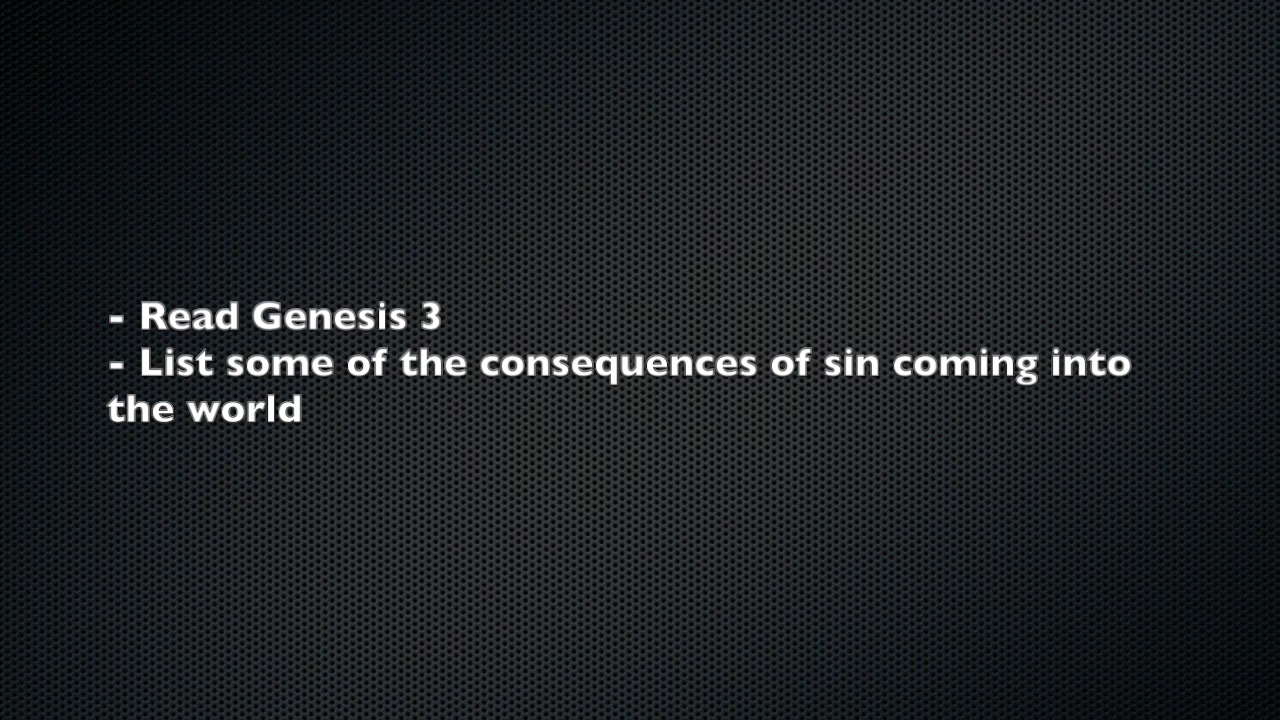 - Read Genesis 3
- List some of the consequences of sin coming into
the world